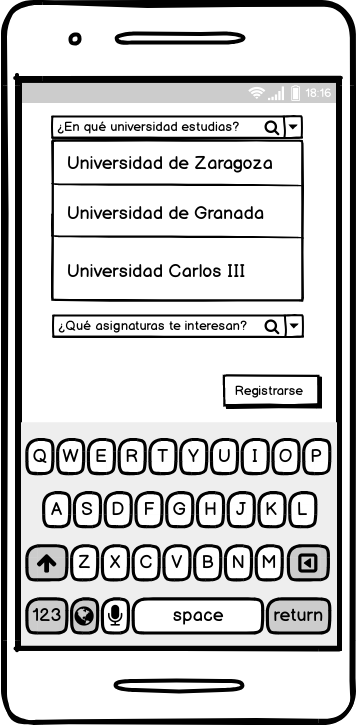 18:16
¿En qué universidad estudias?
Universidad de Zaragoza
Universidad de Granada
Universidad Carlos III
¿Qué asignaturas te interesan?
Registrarse
Q W E R T Y U I O P
A S D F G H J K L
Z X C V B N M
123 space return